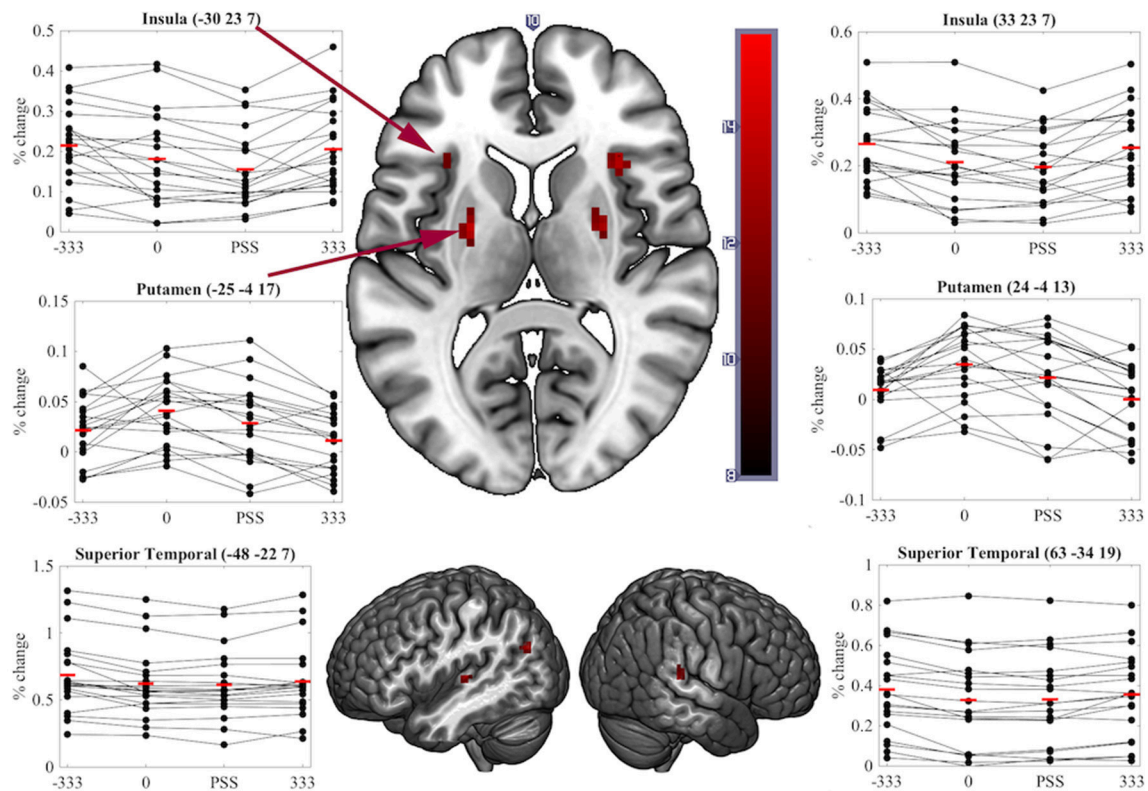 Insula (-30 23 7)
0.5
0.4
0.3
0.2
0.1
0
% change
-333 0 PSS 333
10
14
12
10
8
Insula (33 23 7)
0.6
0.4
0.2
0
% change
-333 0 PSS 333
Putamen (-25 -4 17)
0.15
0.1
0.05
0
-0.05
% change
-333 0 PSS 333
Putamen (24 -4 13)
0.1
0.05
0
-0.05
-0.1
% change
-333 0 PSS 333
Superior Temporal (-48 -22 7)
1.5
1
0.5
0
% change
-333 0 PSS 333
Superior Temporal (63 -34 19)
1
0.8
0.6
0.4
0.2
0
% change
-333 0 PSS 333